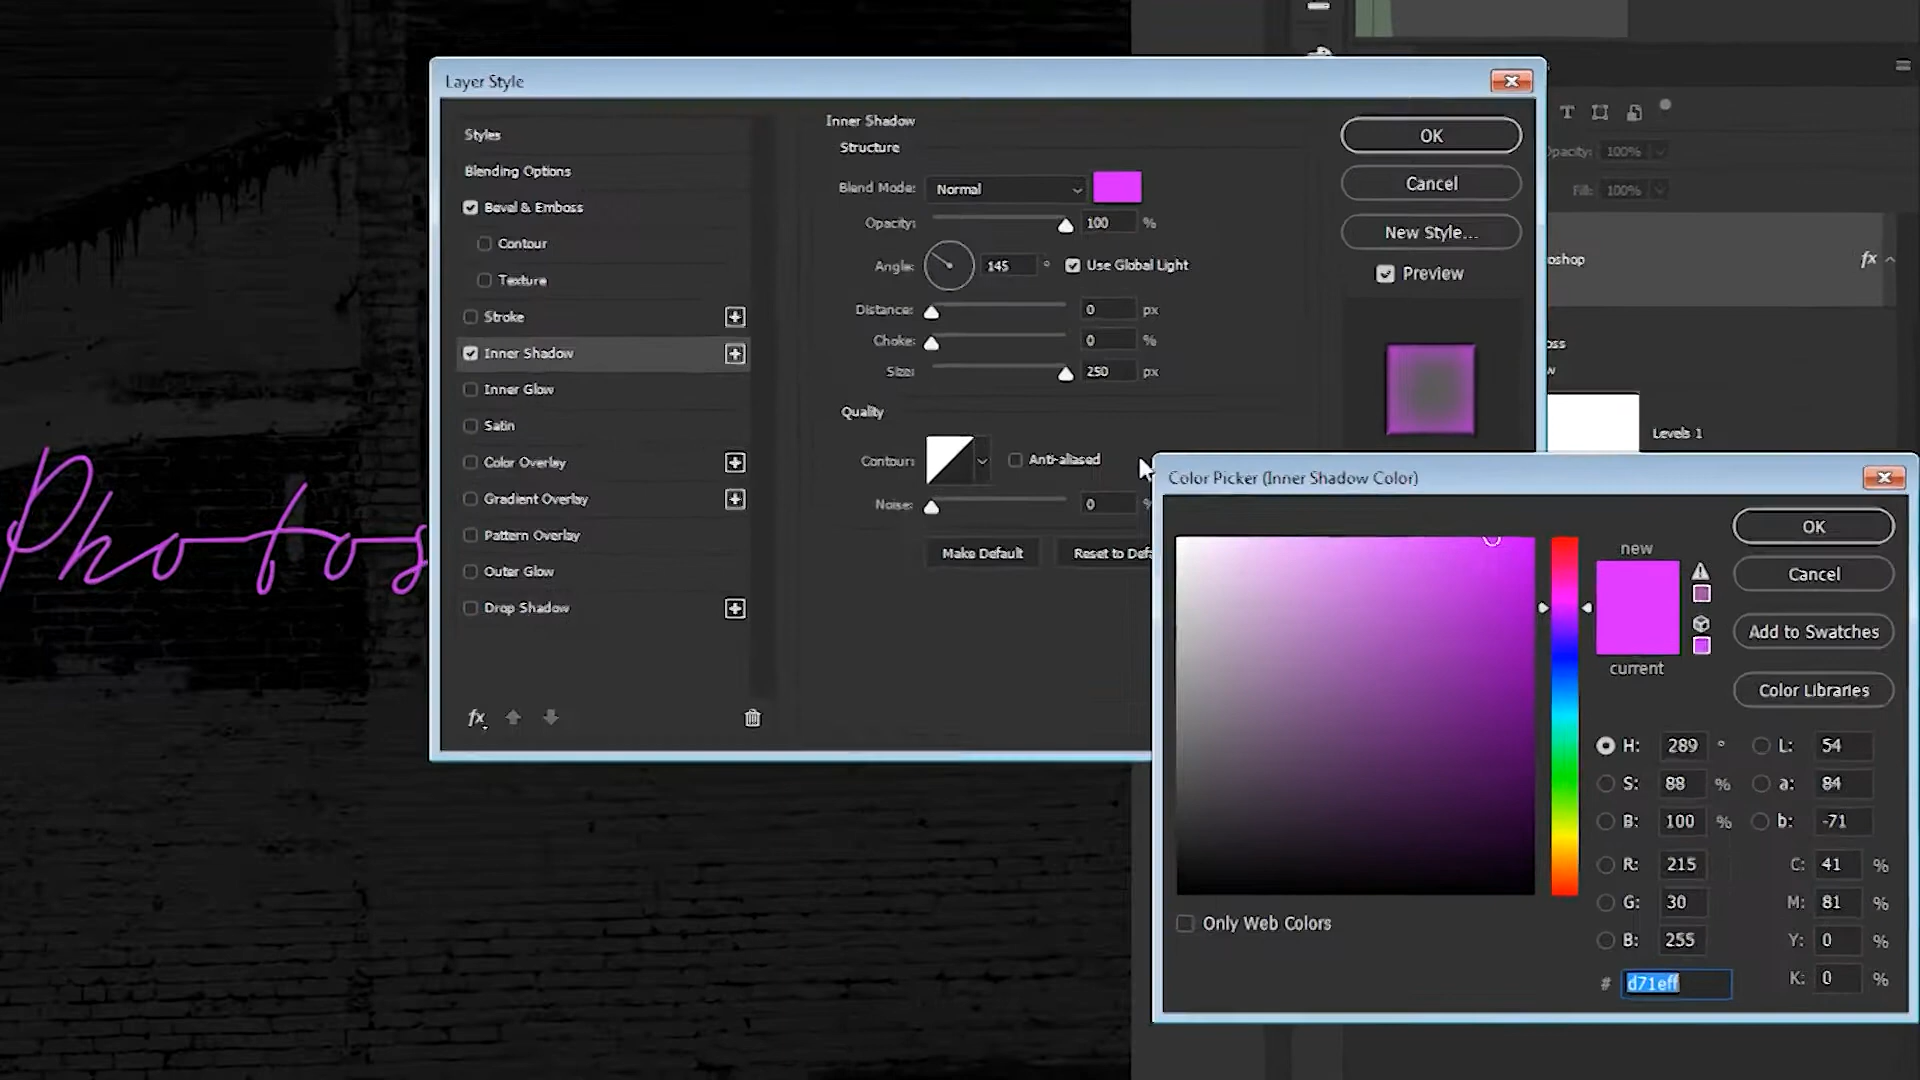 Layer Style
Styles
Blending Options
Bevel & Emboss
Contour
Texture
Stroke
Inner Shadow
Inner Glow
Satin
Color Overlay
Gradient Overlay
Pattern Overlay
Outer Glow
Drop Shadow
fx
Inner Shadow
Structure
Blend Mode: Normal
Opacity: 100 %
Angle: 145 ° Use Global Light
Distance: 0 px
Choke: 0 %
Size: 250 px
Quality
Contour: Anti-aliased
Noise: 0 %
Make Default Reset to Defa
OK
Cancel
New Style...
Preview
T
Opacity: 100%
Fill: 100%
oshop fx
oss
w
Levels 1
Photos
Color Picker (Inner Shadow Color)
new
current
OK
Cancel
Add to Swatches
Color Libraries
H: 289 ° L: 54
S: 88 % a: 84
B: 100 % b: -71
R: 215 C: 41 %
G: 30 M: 81 %
B: 255 Y: 0 %
# d71eff K: 0 %
Only Web Colors